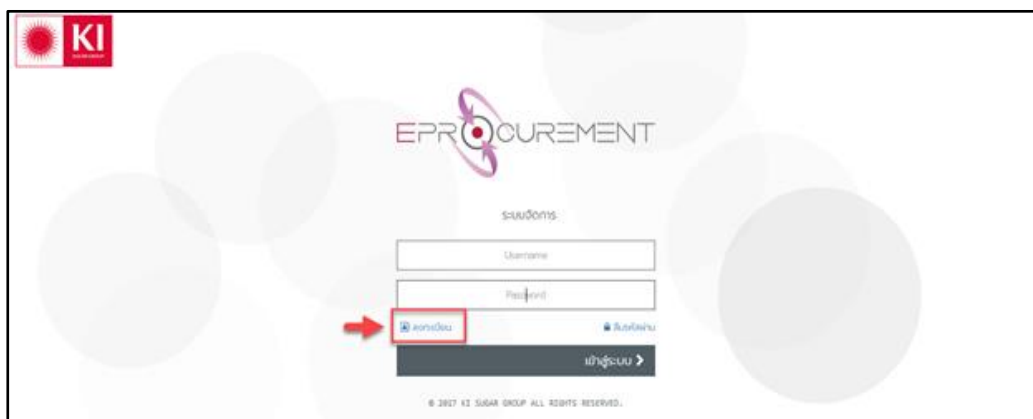 KI
SUGAR GROUP
EPROCUREMENT
ระบบจัดการ
Username
Password
ลงทะเบียน
ลืมรหัสผ่าน
เข้าสู่ระบบ
© 2017 KI SUGAR GROUP ALL RIGHTS RESERVED.